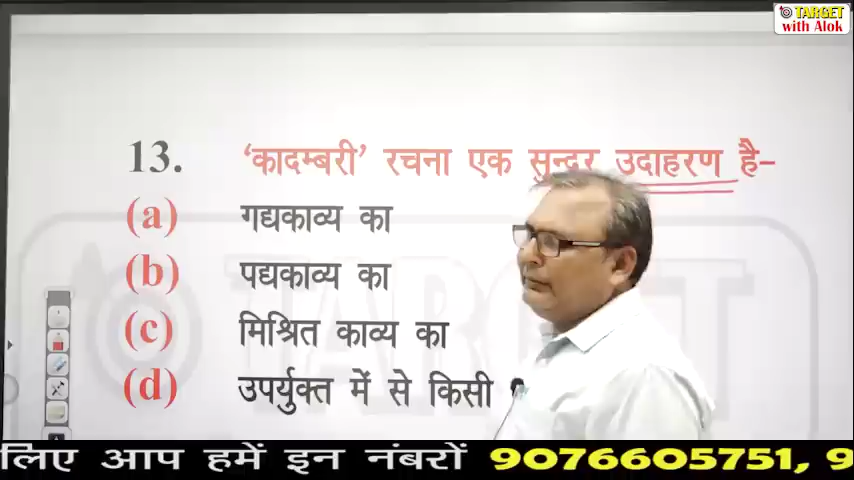 TARGET
with Alok
13. ‘कादम्बरी’ रचना एक सुन्दर उदाहरण है–
(a) गद्यकाव्य का
(b) पद्यकाव्य का
(c) मिश्रित काव्य का
(d) उपर्युक्त में से किसी
TARGET
लिए आप हमें इन नंबरों 9076605751, 9